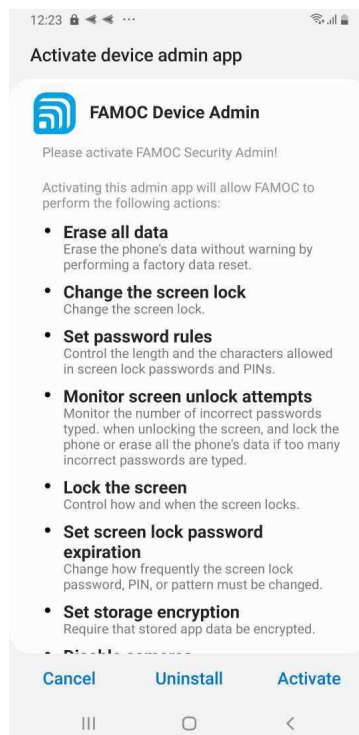 12:23
Activate device admin app
FAMOC Device Admin
Please activate FAMOC Security Admin!
Activating this admin app will allow FAMOC to
perform the following actions:
• Erase all data
Erase the phone's data without warning by
performing a factory data reset.
• Change the screen lock
Change the screen lock.
• Set password rules
Control the length and the characters allowed
in screen lock passwords and PINs.
• Monitor screen unlock attempts
Monitor the number of incorrect passwords
typed. when unlocking the screen, and lock the
phone or erase all the phone's data if too many
incorrect passwords are typed.
• Lock the screen
Control how and when the screen locks.
• Set screen lock password
expiration
Change how frequently the screen lock
password, PIN, or pattern must be changed.
• Set storage encryption
Require that stored app data be encrypted.
Cancel Uninstall Activate